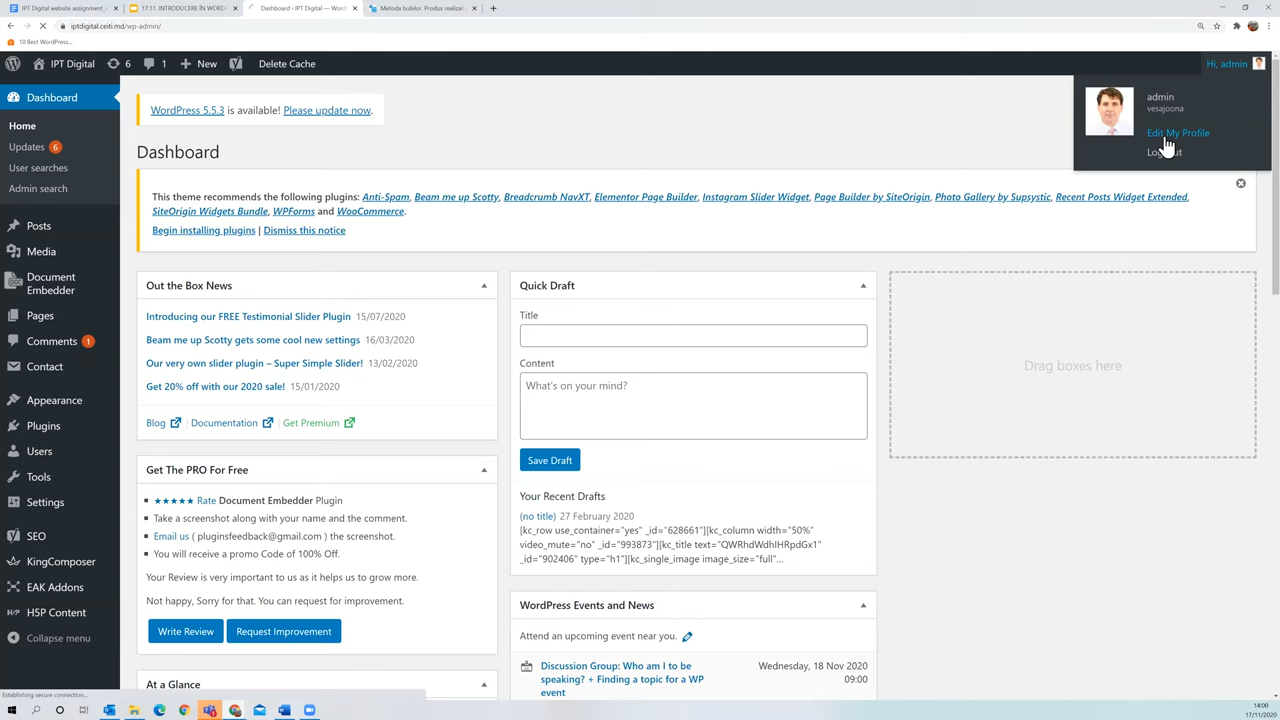 IPT Digital website assignment_
17.11. INTRODUCERE ÎN WORDP
Dashboard ‹ IPT Digital — Wor
Metoda bulelor. Produs realizat
iptdigital.ceiti.md/wp-admin/
10 Best WordPress...
IPT Digital
6
1
New
Delete Cache
Hi, admin
admin
vesajoona
Edit My Profile
Log Out
Dashboard
Home
Updates 6
User searches
Admin search
Posts
Media
Document
Embedder
Pages
Comments 1
Contact
Appearance
Plugins
Users
Tools
Settings
SEO
KingComposer
EAK Addons
H5P Content
Collapse menu
WordPress 5.5.3 is available! Please update now.
Dashboard
This theme recommends the following plugins: Anti-Spam, Beam me up Scotty, Breadcrumb NavXT, Elementor Page Builder, Instagram Slider Widget, Page Builder by SiteOrigin, Photo Gallery by Supsystic, Recent Posts Widget Extended,
SiteOrigin Widgets Bundle, WPForms and WooCommerce.
Begin installing plugins | Dismiss this notice
Out the Box News
Introducing our FREE Testimonial Slider Plugin 15/07/2020
Beam me up Scotty gets some cool new settings 16/03/2020
Our very own slider plugin – Super Simple Slider! 13/02/2020
Get 20% off with our 2020 sale! 15/01/2020
Blog | Documentation | Get Premium
Get The PRO For Free
★★★★★ Rate Document Embedder Plugin
Take a screenshot along with your name and the comment.
Email us ( pluginsfeedback@gmail.com ) the screenshot.
You will receive a promo Code of 100% Off.
Your Review is very important to us as it helps us to grow more.
Not happy, Sorry for that. You can request for improvement.
Write Review
Request Improvement
At a Glance
Quick Draft
Title
Content
What's on your mind?
Save Draft
Your Recent Drafts
(no title) 27 February 2020
[kc_row use_container="yes" _id="628661"][kc_column width="50%"
video_mute="no" _id="993873"][kc_title text="QWRhdWdhIHRpdGx1"
_id="902406" type="h1"][kc_single_image image_size="full"...
WordPress Events and News
Attend an upcoming event near you.
Discussion Group: Who am I to be
speaking? + Finding a topic for a WP
event
Wednesday, 18 Nov 2020
09:00
Drag boxes here
Establishing secure connection...
14:00
17/11/2020